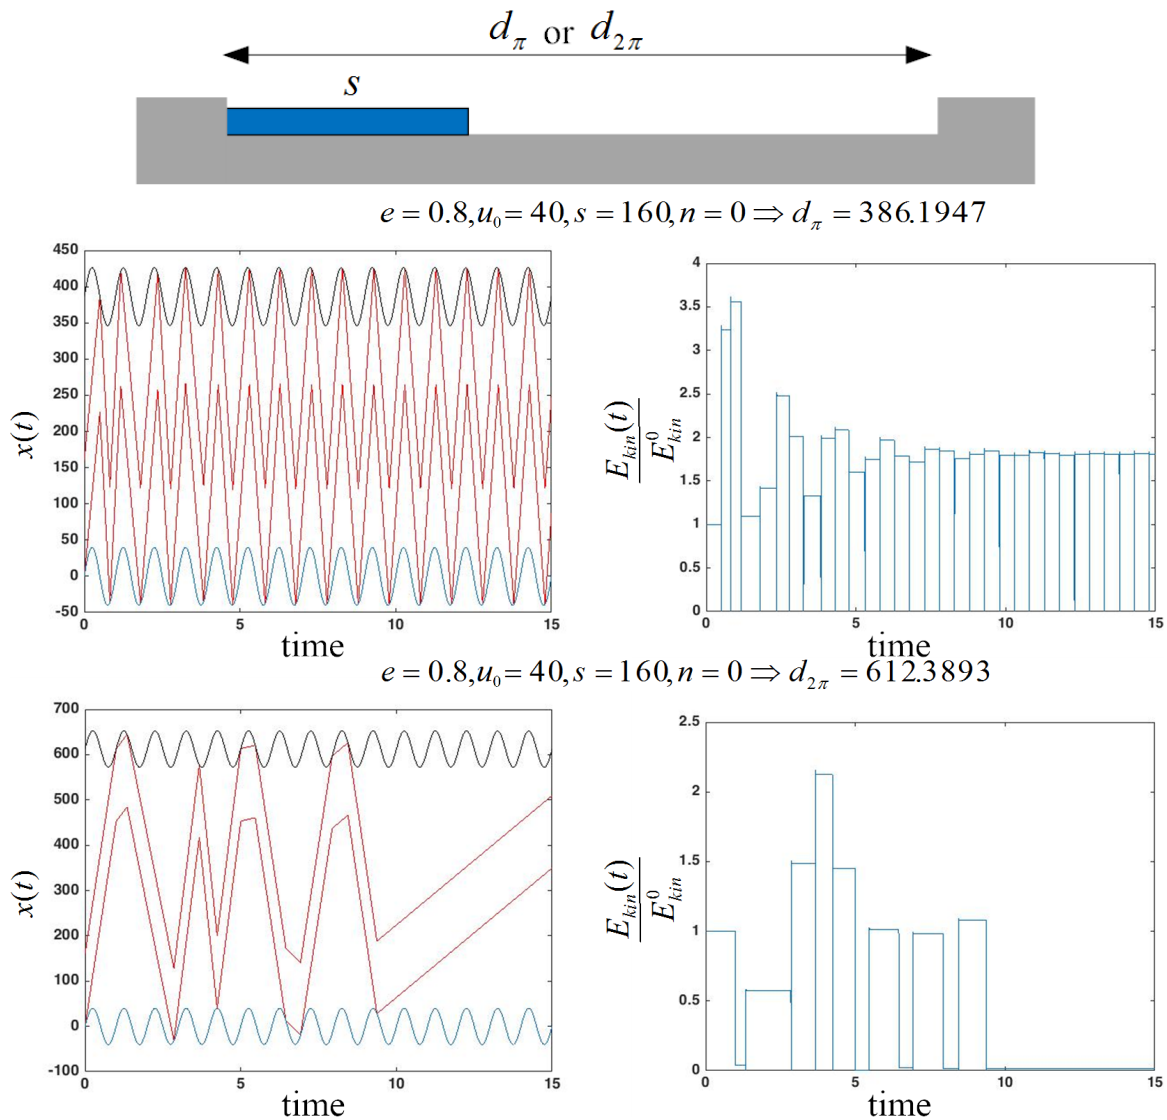 d_π or d_2π
s
e = 0.8, u_0 = 40, s = 160, n = 0 ⇒ d_π = 386.1947
450
400
350
300
250
200
150
100
50
0
-50
x(t)
0 5 10 15
time
4
3.5
3
2.5
2
1.5
1
0.5
0
E_kin(t)
E^0_kin
0 5 10 15
time
e = 0.8, u_0 = 40, s = 160, n = 0 ⇒ d_2π = 612.3893
700
600
500
400
300
200
100
0
-100
x(t)
0 5 10 15
time
2.5
2
1.5
1
0.5
0
E_kin(t)
E^0_kin
0 5 10 15
time